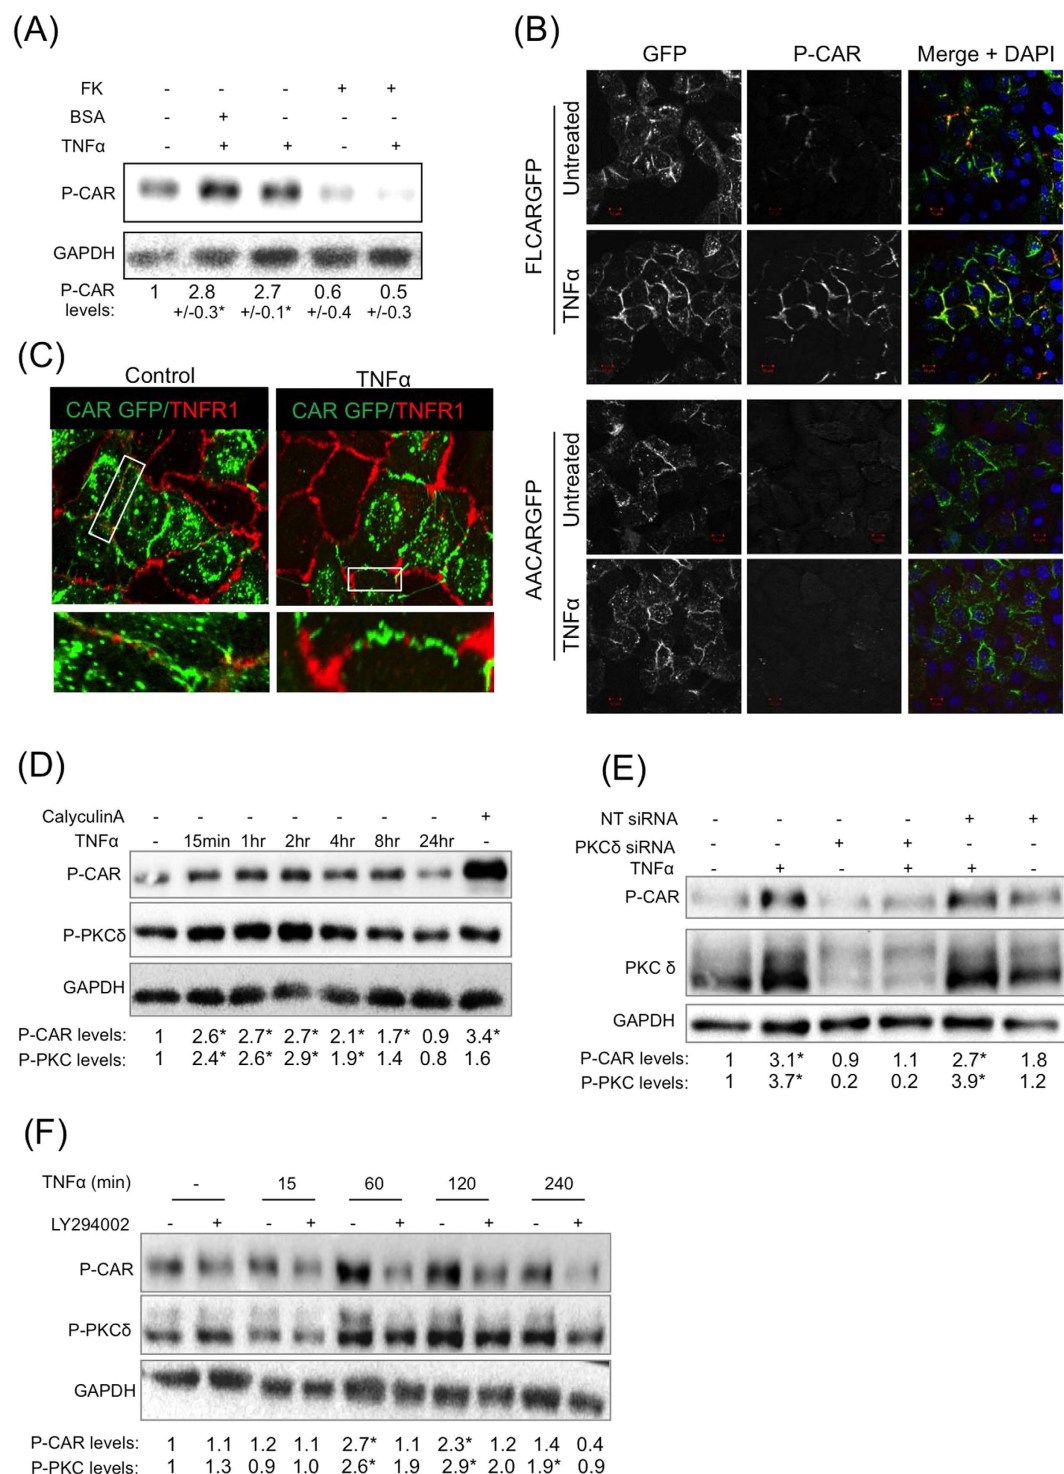 (A)
FK - - - + +
BSA - + - - -
TNFα - + + - +
P-CAR
GAPDH
P-CAR levels: 1 2.8 2.7 0.6 0.5
+/-0.3* +/-0.1* +/-0.4 +/-0.3
(B)
GFP P-CAR Merge + DAPI
FLCARGFP
Untreated
TNFα
AACARGFP
Untreated
TNFα
(C)
Control TNFα
CAR GFP/TNFR1 CAR GFP/TNFR1
(D)
CalyculinA - - - - - - - +
TNFα - 15min 1hr 2hr 4hr 8hr 24hr -
P-CAR
P-PKCδ
GAPDH
P-CAR levels: 1 2.6* 2.7* 2.7* 2.1* 1.7* 0.9 3.4*
P-PKC levels: 1 2.4* 2.6* 2.9* 1.9* 1.4 0.8 1.6
(E)
NT siRNA - - - - + +
PKCδ siRNA - - + + - -
TNFα - + - + + -
P-CAR
PKC δ
GAPDH
P-CAR levels: 1 3.1* 0.9 1.1 2.7* 1.8
P-PKC levels: 1 3.7* 0.2 0.2 3.9* 1.2
(F)
TNFα (min) - 15 60 120 240
LY294002 - + - + - + - + - +
P-CAR
P-PKCδ
GAPDH
P-CAR levels: 1 1.1 1.2 1.1 2.7* 1.1 2.3* 1.2 1.4 0.4
P-PKC levels: 1 1.3 0.9 1.0 2.6* 1.9 2.9* 2.0 1.9* 0.9